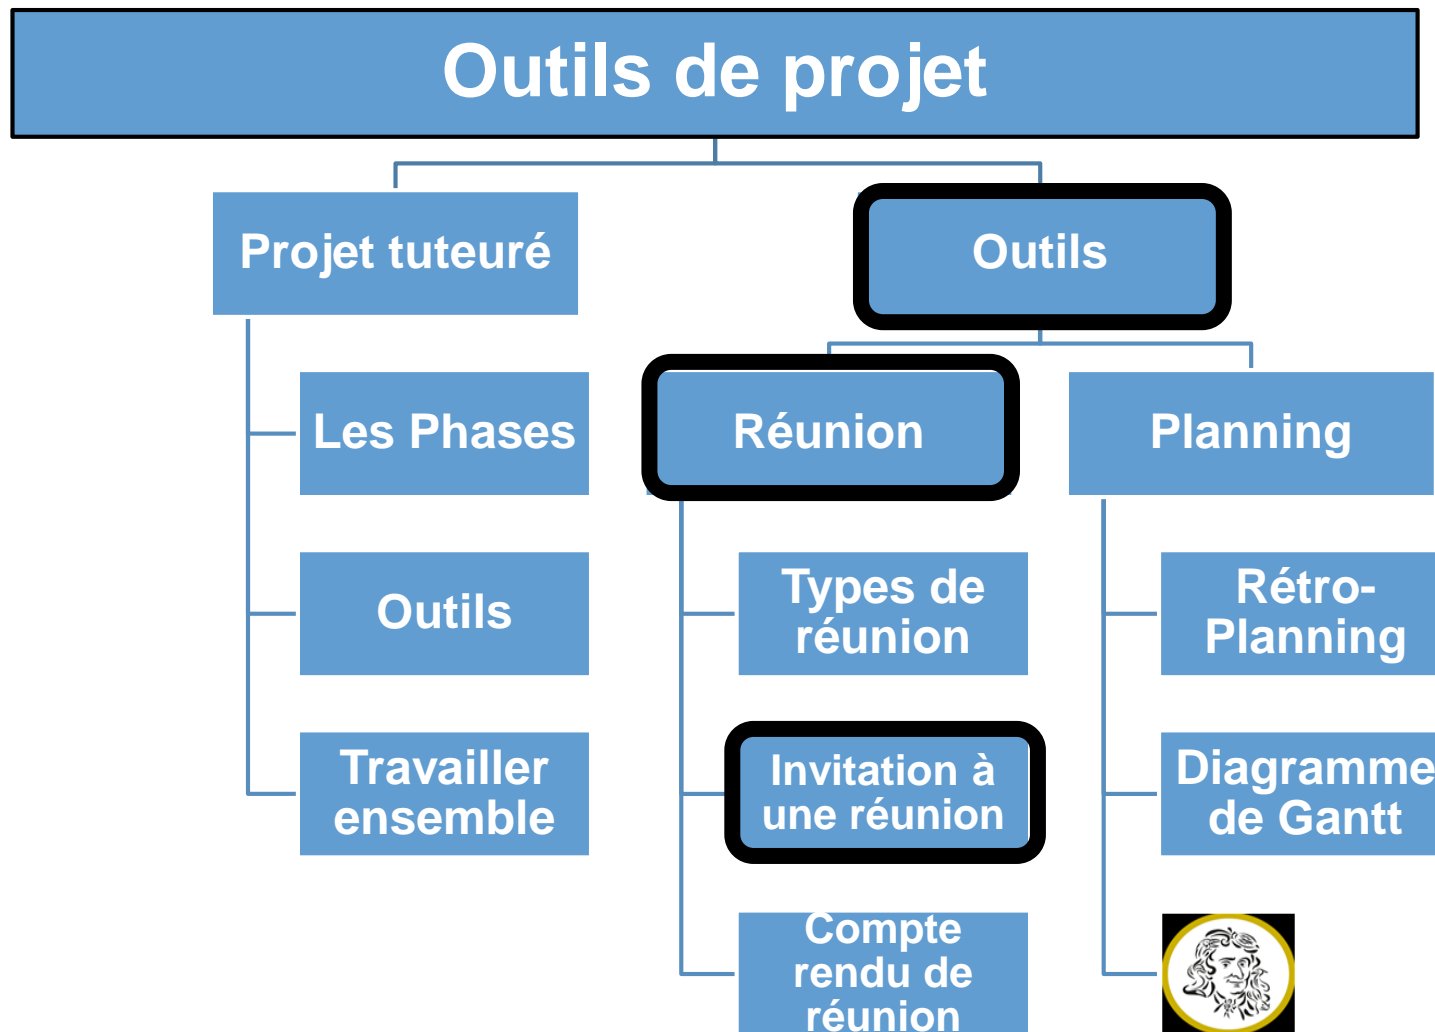 Outils de projet
Projet tuteuré
Outils
Les Phases
Réunion
Planning
Outils
Types de
réunion
Rétro-
Planning
Travailler
ensemble
Invitation à
une réunion
Diagramme
de Gantt
Compte
rendu de
réunion